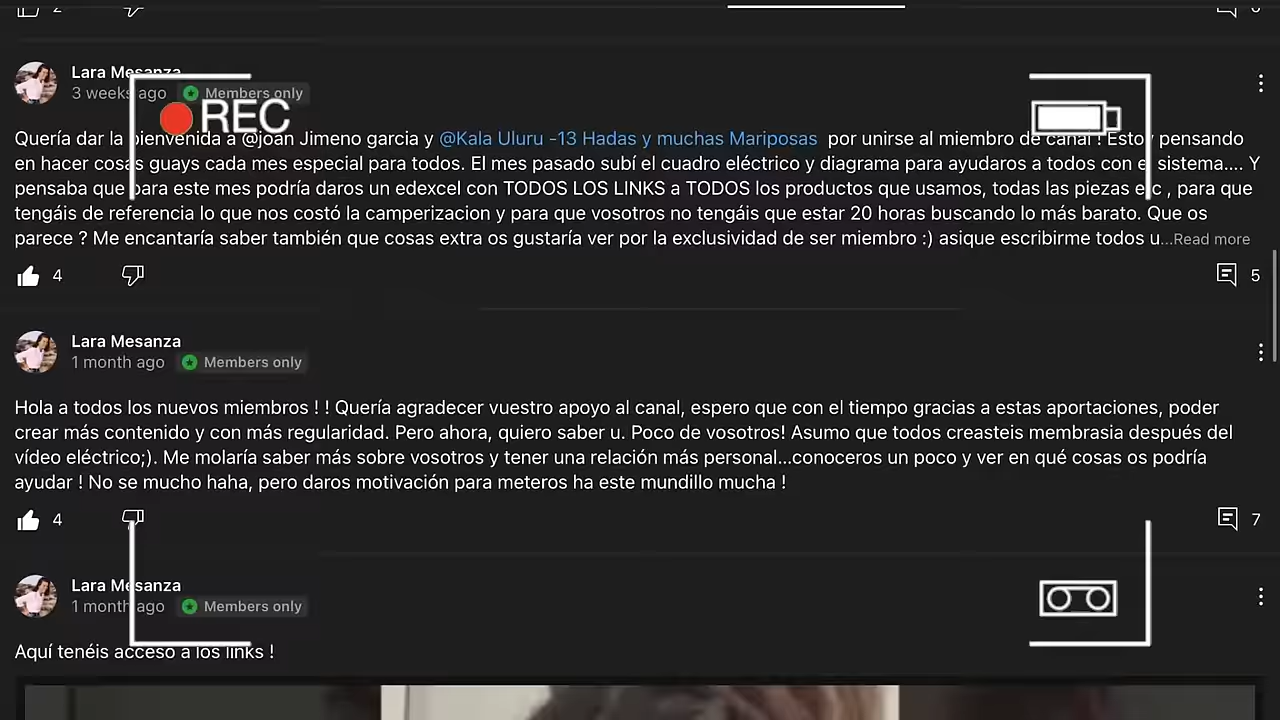 2
6
Lara Mesanza
3 weeks ago Members only
REC
Quería dar la bienvenida a @joan Jimeno garcia y @Kala Uluru -13 Hadas y muchas Mariposas por unirse al miembro de canal ! Estoy pensando
en hacer cosas guays cada mes especial para todos. El mes pasado subí el cuadro eléctrico y diagrama para ayudaros a todos con el sistema.... Y
pensaba que para este mes podría daros un edexcel con TODOS LOS LINKS a TODOS los productos que usamos, todas las piezas etc , para que
tengáis de referencia lo que nos costó la camperizacion y para que vosotros no tengáis que estar 20 horas buscando lo más barato. Que os
parece ? Me encantaría saber también que cosas extra os gustaría ver por la exclusividad de ser miembro :) asique escribirme todos u...Read more
4
5
Lara Mesanza
1 month ago Members only
Hola a todos los nuevos miembros ! ! Quería agradecer vuestro apoyo al canal, espero que con el tiempo gracias a estas aportaciones, poder
crear más contenido y con más regularidad. Pero ahora, quiero saber u. Poco de vosotros! Asumo que todos creasteis membrasia después del
vídeo eléctrico;). Me molaría saber más sobre vosotros y tener una relación más personal...conoceros un poco y ver en qué cosas os podría
ayudar ! No se mucho haha, pero daros motivación para meteros ha este mundillo mucha !
4
7
Lara Mesanza
1 month ago Members only
Aquí tenéis acceso a los links !